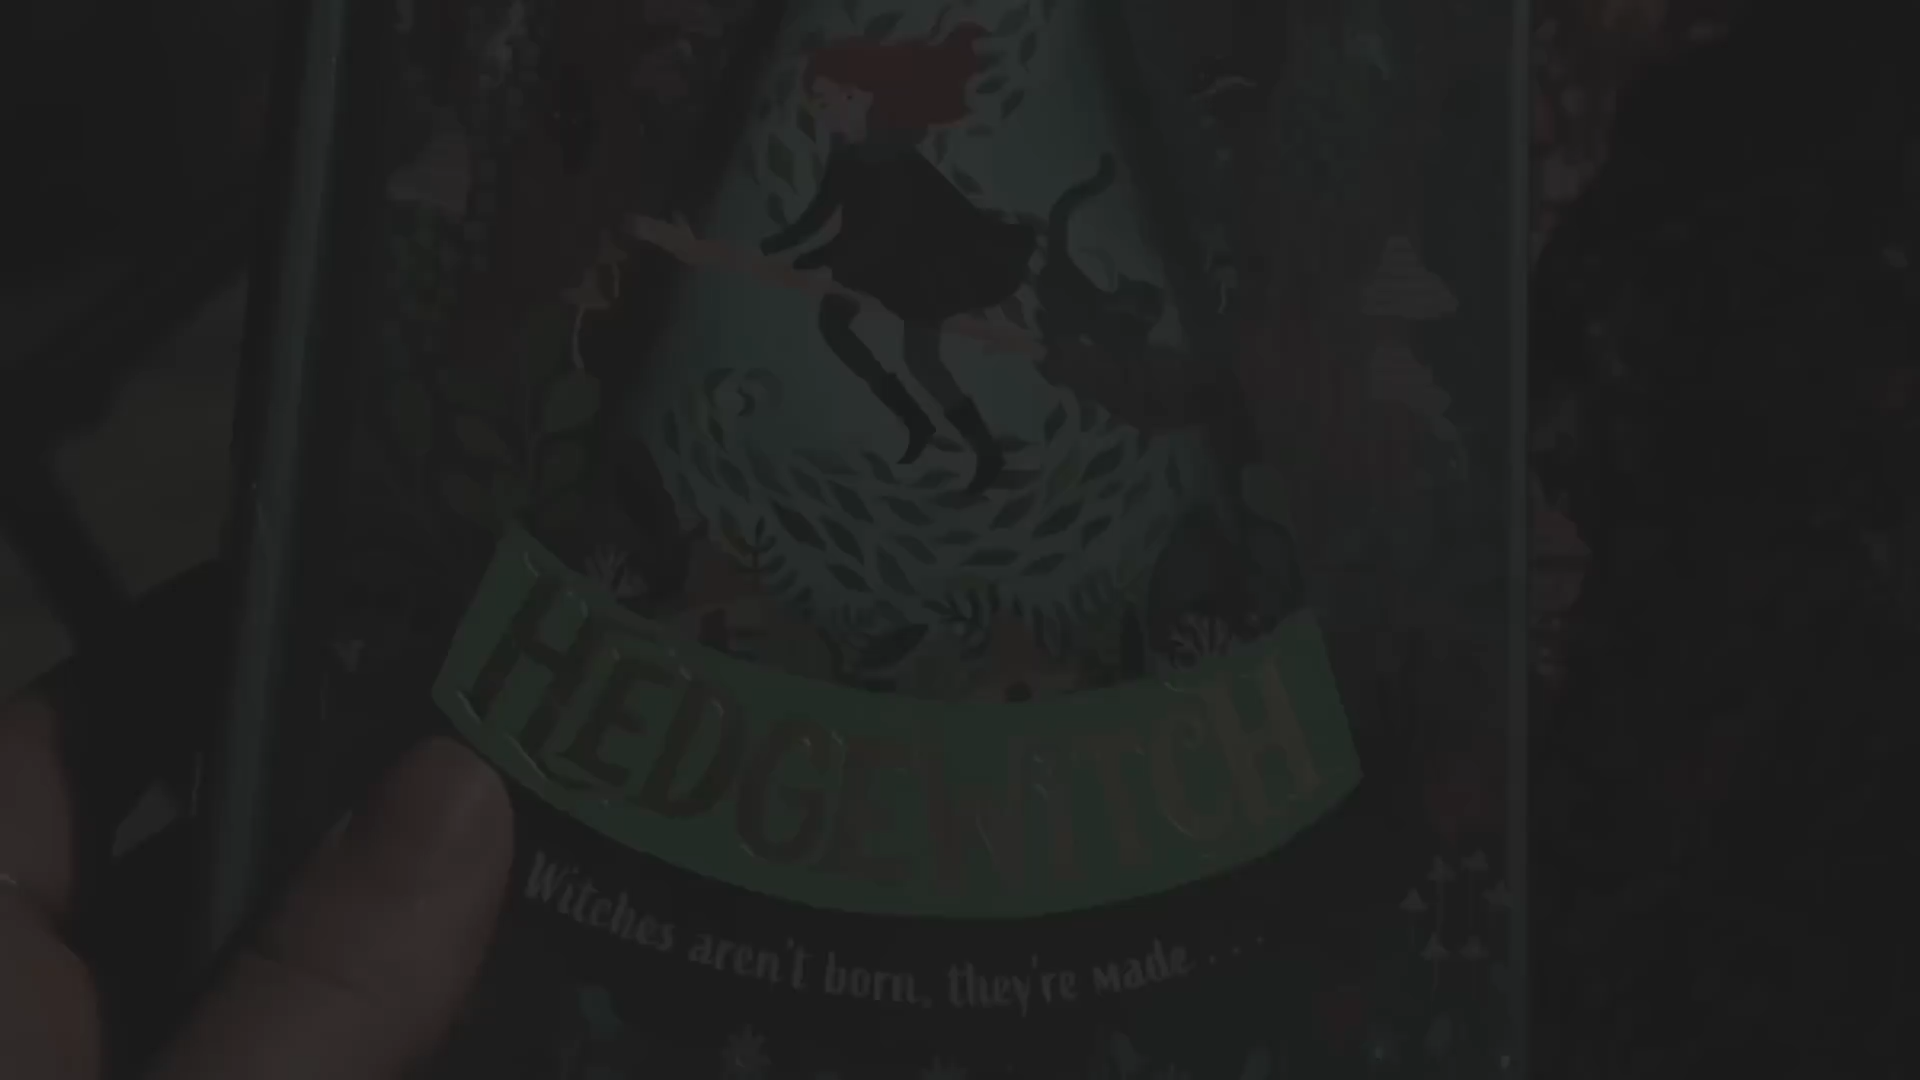 HEDGEWITCH
Witches aren't born, they're made . . . .